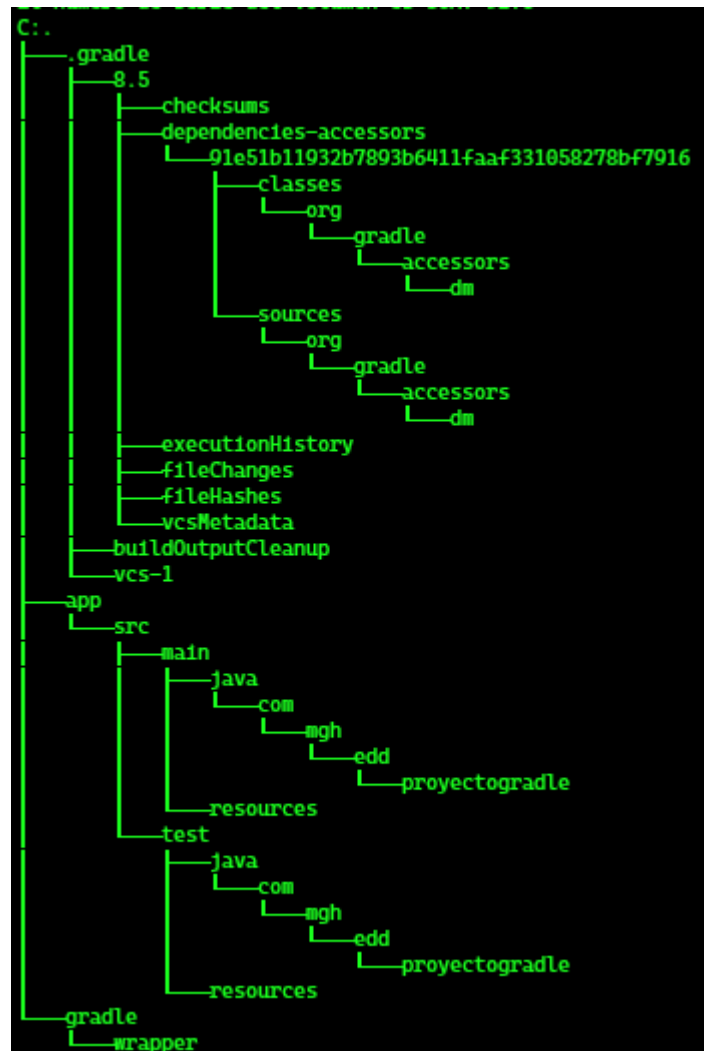 C:.
├───.gradle
│   ├───8.5
│   │   ├───checksums
│   │   ├───dependencies-accessors
│   │   │   └───91e51b11932b7893b6411faaf331058278bf7916
│   │   │       ├───classes
│   │   │       │   └───org
│   │   │       │       └───gradle
│   │   │       │           └───accessors
│   │   │       │               └───dm
│   │   │       └───sources
│   │   │           └───org
│   │   │               └───gradle
│   │   │                   └───accessors
│   │   │                       └───dm
│   │   ├───executionHistory
│   │   ├───fileChanges
│   │   ├───fileHashes
│   │   └───vcsMetadata
│   ├───buildOutputCleanup
│   └───vcs-1
├───app
│   └───src
│       ├───main
│       │   ├───java
│       │   │   └───com
│       │   │       └───mgh
│       │   │           └───edd
│       │   │               └───proyectogradle
│       │   └───resources
│       └───test
│           ├───java
│           │   └───com
│           │       └───mgh
│           │           └───edd
│           │               └───proyectogradle
│           └───resources
└───gradle
    └───wrapper